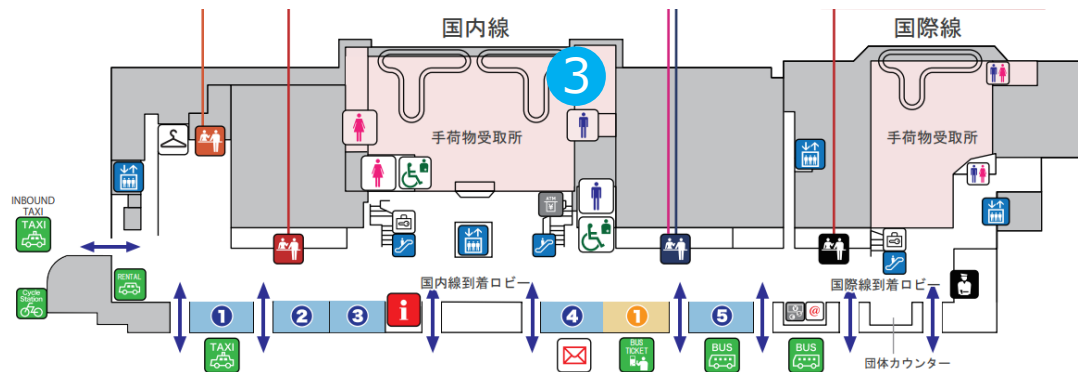 国内線
国際線
3
手荷物受取所
手荷物受取所
INBOUND
TAXI
TAXI
ATM
RENTAL
Cycle
Station
国内線到着ロビー
国際線到着ロビー
1
2
3
i
4
1
5
@
TAXI
BUS
TICKET
BUS
BUS
団体カウンター